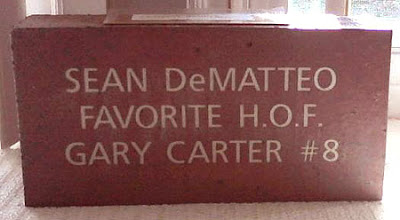 SEAN DeMATTEO
FAVORITE H.O.F.
GARY CARTER #8